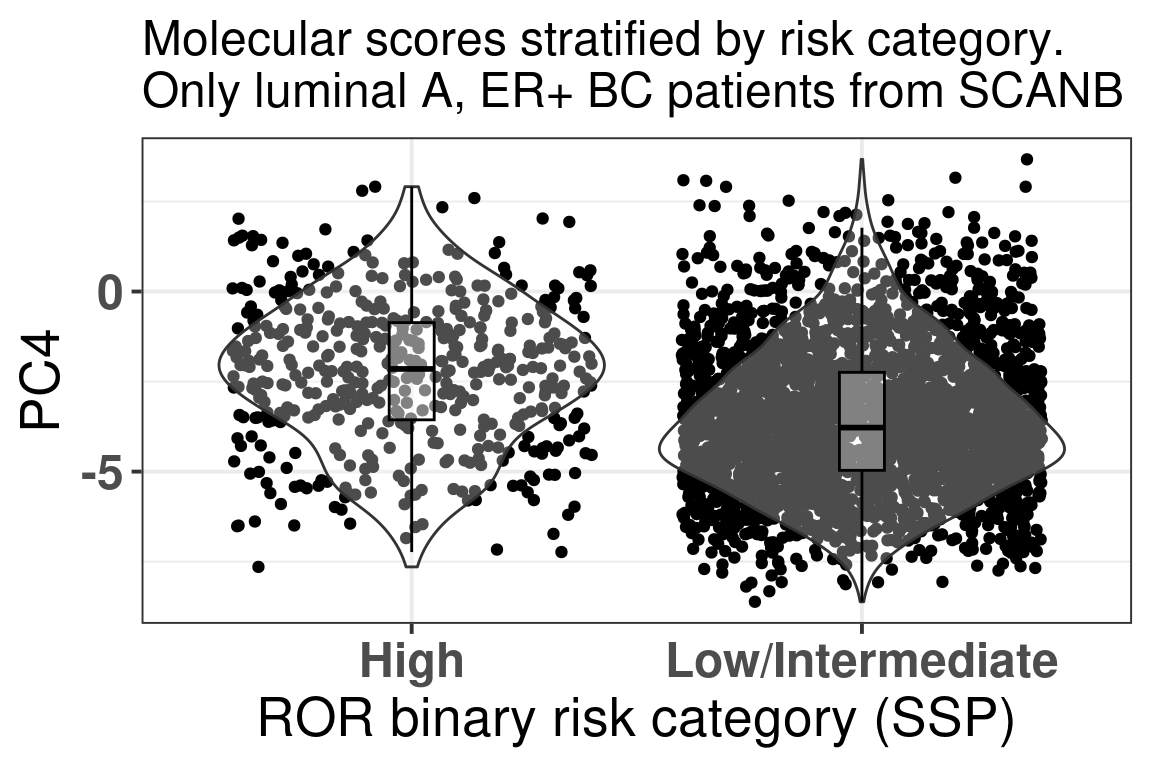 Molecular scores stratified by risk category.
Only luminal A, ER+ BC patients from SCANB
PC4
0
-5
High
Low/Intermediate
ROR binary risk category (SSP)